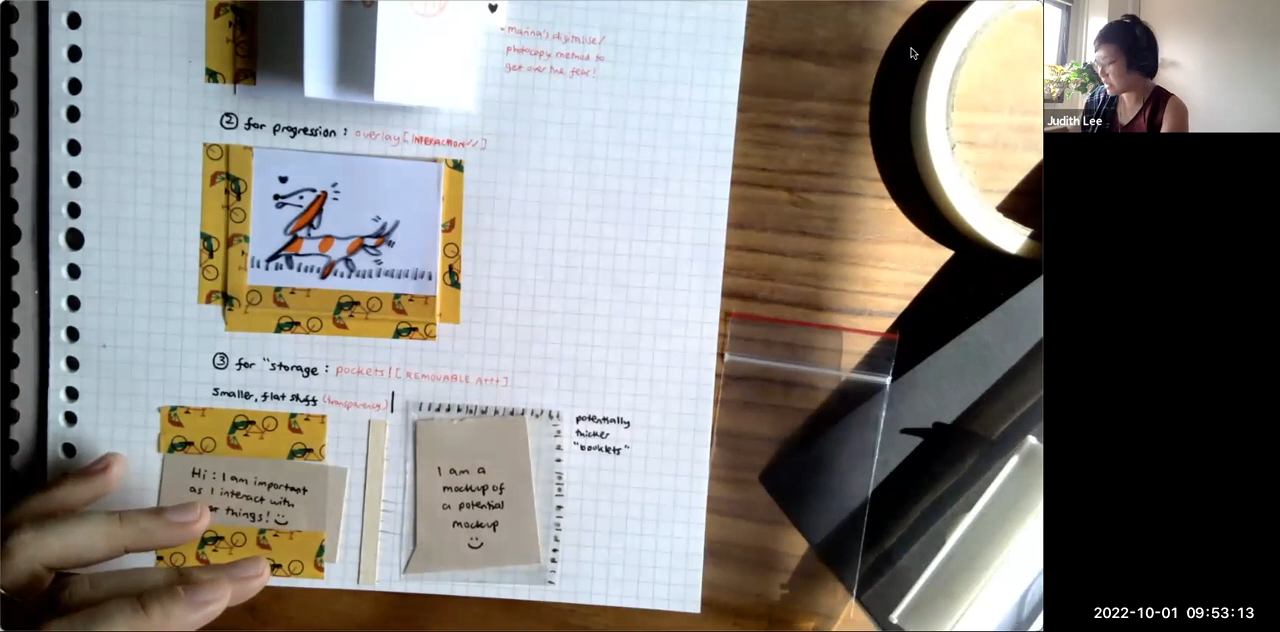 - Marina's digitalise/
photocopy method to
get over the fear!
② for progression : overlay [INTERACTION ✓✓]
③ for "storage : pockets! [REMOVABLE A+++]
Smaller, flat stuff (transparency)
potentially
thicker
"booklets"
Hi : I am important
as I interact with
things!
I am a
mockup of
a potential
mockup
Judith Lee
2022-10-01 09:53:13